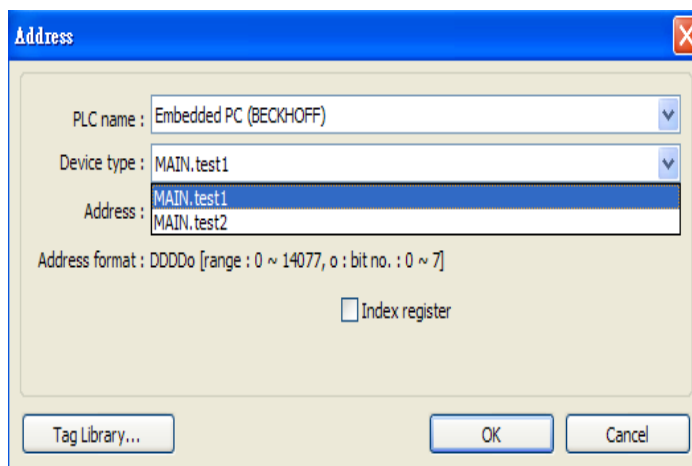 Address
PLC name : Embedded PC (BECKHOFF)
Device type : MAIN.test1
MAIN.test1
Address : MAIN.test2
Address format : DDDDo [range : 0 ~ 14077, o : bit no. : 0 ~ 7]
Index register
Tag Library... OK Cancel